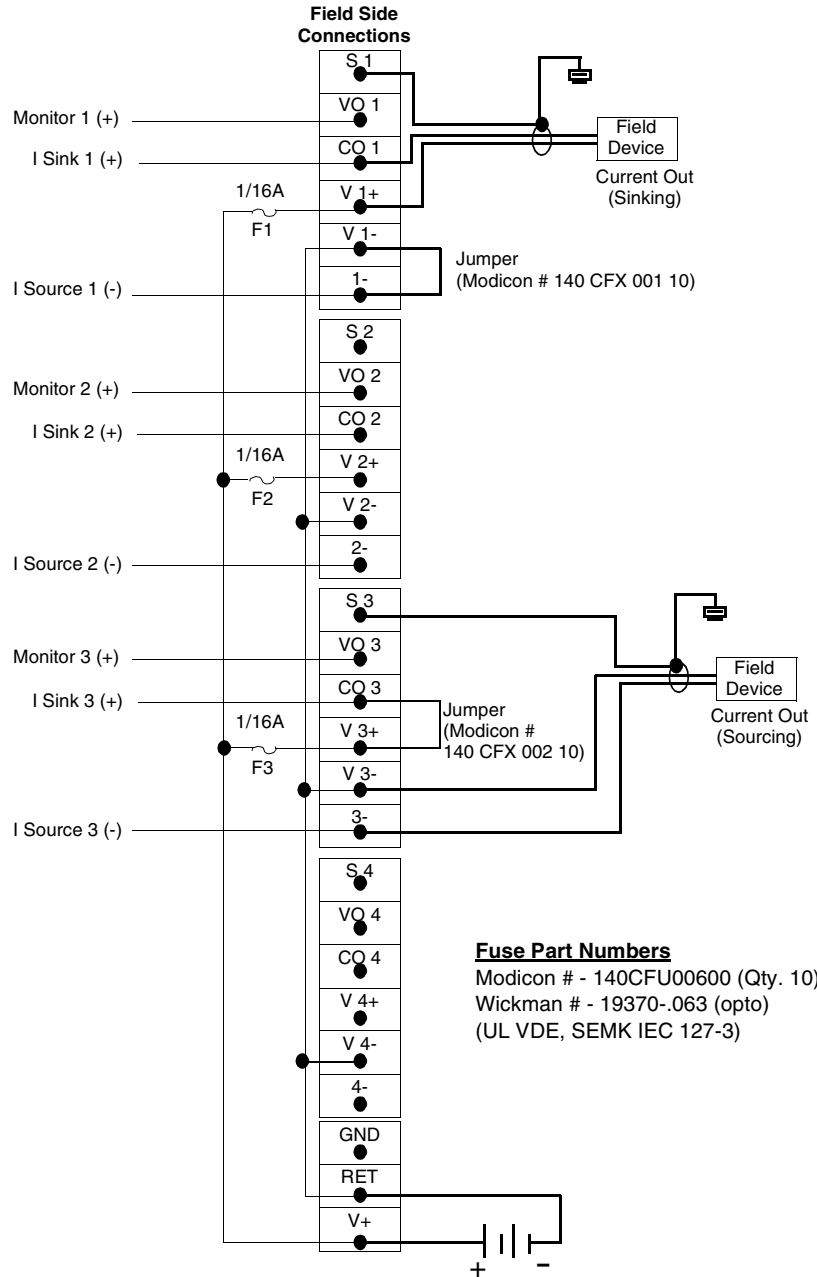 Field Side
Connections
S 1
Monitor 1 (+)
VO 1
I Sink 1 (+)
CO 1
Field
Device
Current Out
(Sinking)
1/16A
F1
V 1+
V 1-
Jumper
(Modicon # 140 CFX 001 10)
I Source 1 (-)
1-
S 2
Monitor 2 (+)
VO 2
I Sink 2 (+)
CO 2
1/16A
F2
V 2+
V 2-
I Source 2 (-)
2-
S 3
Monitor 3 (+)
VO 3
Field
Device
Current Out
(Sourcing)
I Sink 3 (+)
CO 3
Jumper
(Modicon #
140 CFX 002 10)
1/16A
F3
V 3+
V 3-
I Source 3 (-)
3-
S 4
VO 4
CO 4
V 4+
V 4-
4-
Fuse Part Numbers
Modicon # - 140CFU00600 (Qty. 10)
Wickman # - 19370-.063 (opto)
(UL VDE, SEMK IEC 127-3)
GND
RET
V+
+ -